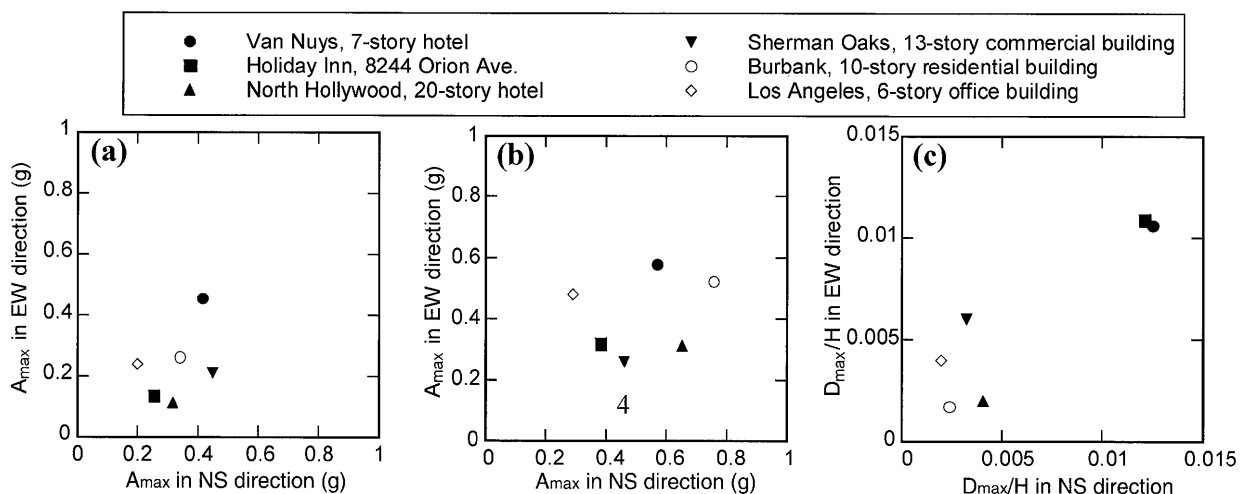 Van Nuys, 7-story hotel
Holiday Inn, 8244 Orion Ave.
North Hollywood, 20-story hotel
Sherman Oaks, 13-story commercial building
Burbank, 10-story residential building
Los Angeles, 6-story office building
(a)
1
0.8
0.6
0.4
0.2
0
0 0.2 0.4 0.6 0.8 1
Amax in EW direction (g)
Amax in NS direction (g)
(b)
1
0.8
0.6
0.4
0.2
0
4
0 0.2 0.4 0.6 0.8 1
Amax in EW direction (g)
Amax in NS direction (g)
(c)
0.015
0.01
0.005
0
0 0.005 0.01 0.015
Dmax/H in EW direction
Dmax/H in NS direction